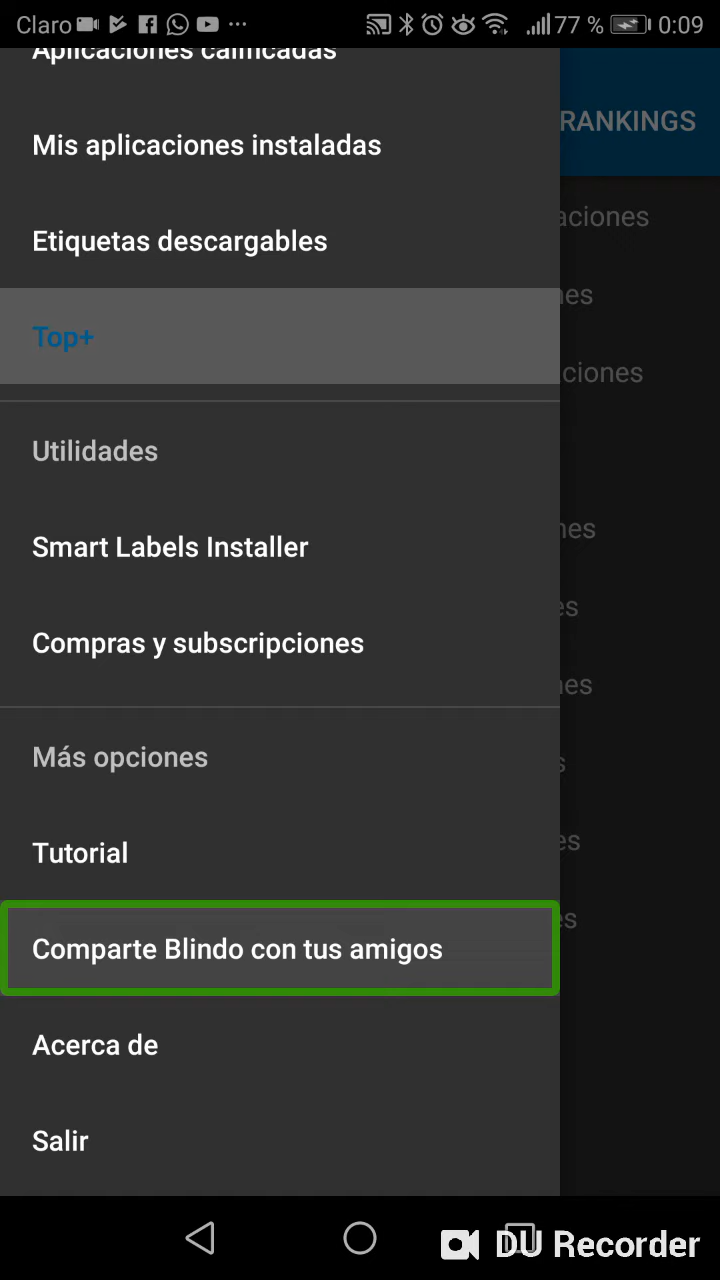 Claro 77 % 0:09
Aplicaciones calificadas
RANKINGS
Mis aplicaciones instaladas
aciones
Etiquetas descargables
nes
Top+
ciones
Utilidades
nes
Smart Labels Installer
es
Compras y subscripciones
nes
Más opciones
s
Tutorial
es
Comparte Blindo con tus amigos
es
Acerca de
Salir
DU Recorder